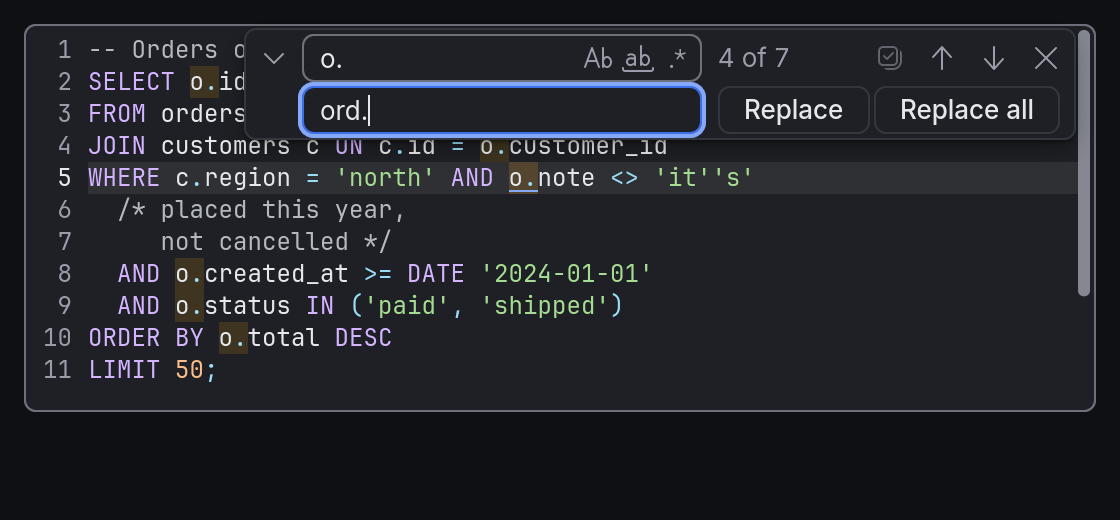 1 -- Orders
o.
Ab ab .* 4 of 7
2 SELECT o.id
ord.
Replace Replace all
3 FROM orders
4 JOIN customers c ON c.id = o.customer_id
5 WHERE c.region = 'north' AND o.note <> 'it''s'
6 /* placed this year,
7 not cancelled */
8 AND o.created_at >= DATE '2024-01-01'
9 AND o.status IN ('paid', 'shipped')
10 ORDER BY o.total DESC
11 LIMIT 50;